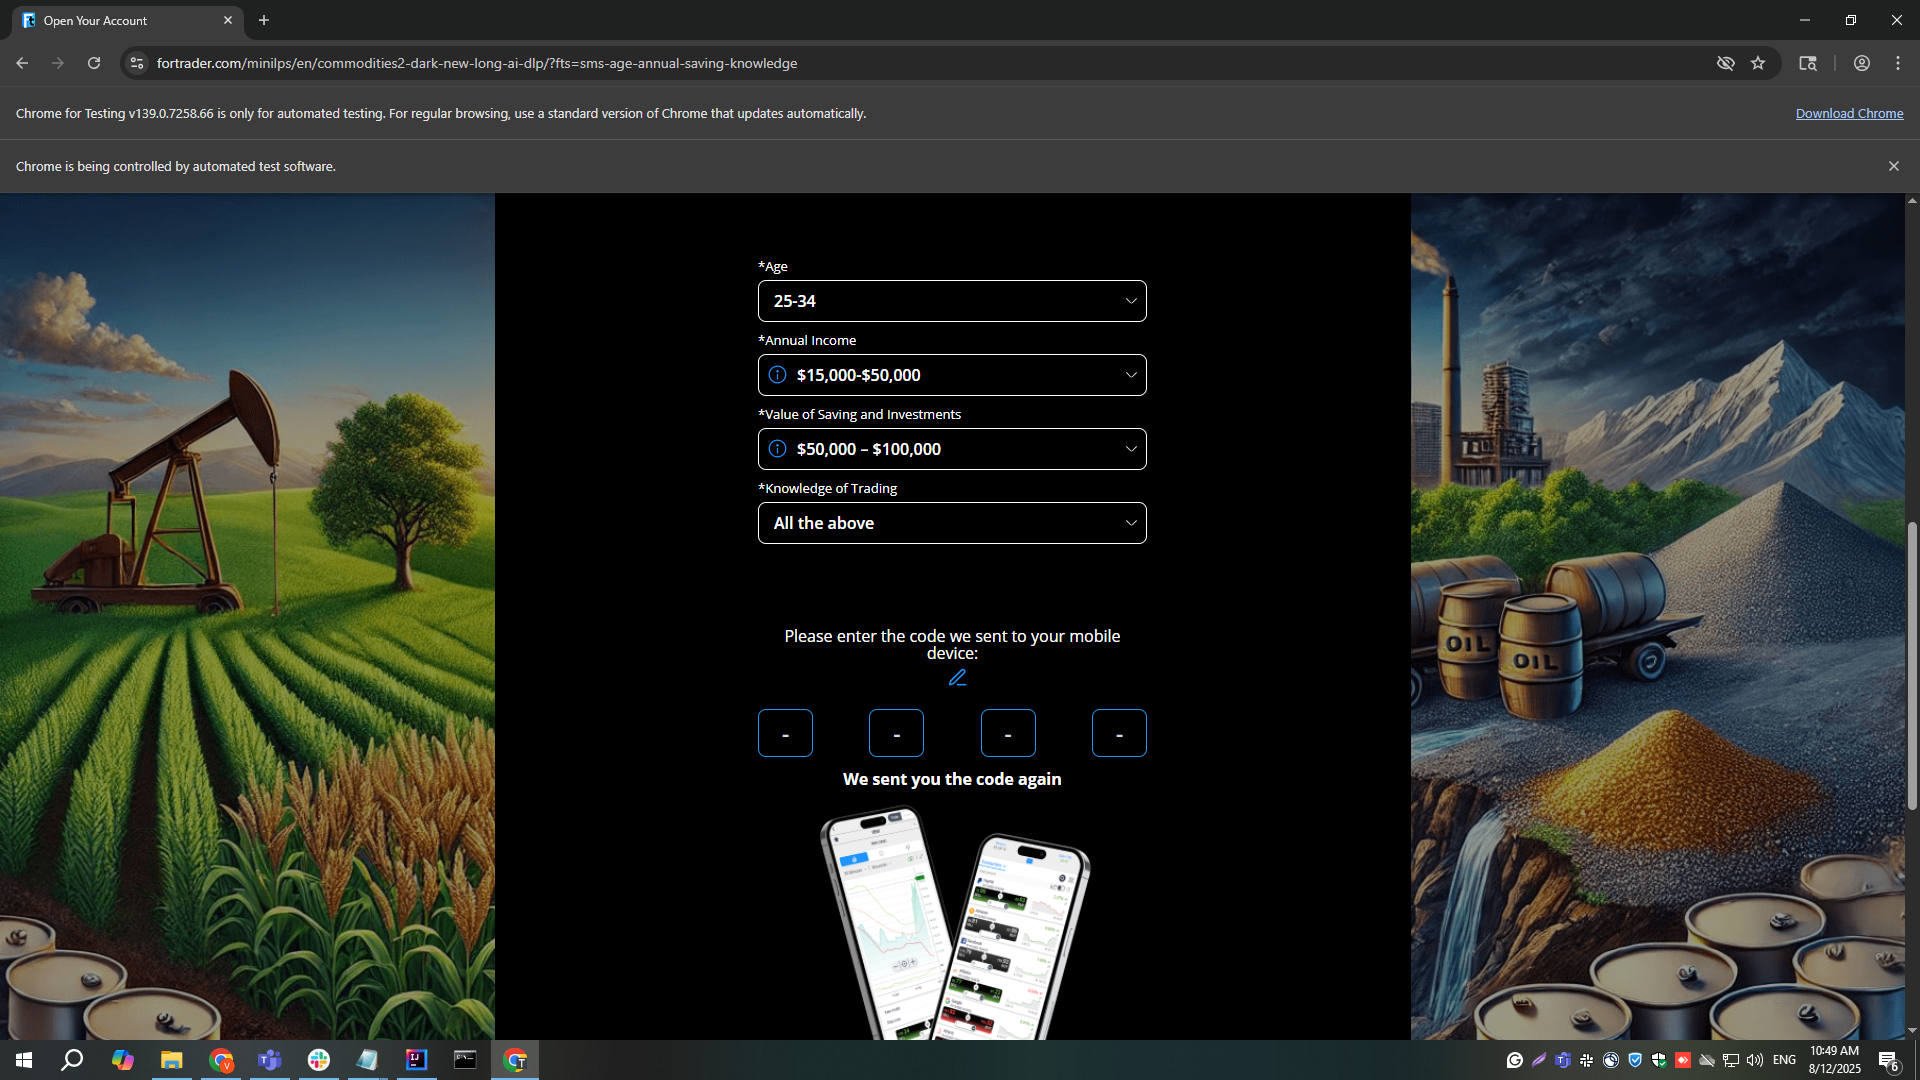 Open Your Account
fortrader.com/minilps/en/commodities2-dark-new-long-ai-dlp/?fts=sms-age-annual-saving-knowledge
Chrome for Testing v139.0.7258.66 is only for automated testing. For regular browsing, use a standard version of Chrome that updates automatically.
Download Chrome
Chrome is being controlled by automated test software.
*Age
25-34
*Annual Income
$15,000-$50,000
*Value of Saving and Investments
$50,000 – $100,000
*Knowledge of Trading
All the above
Please enter the code we sent to your mobile
device:
- - - -
We sent you the code again
OIL
OIL
ENG
10:49 AM
8/12/2025
6